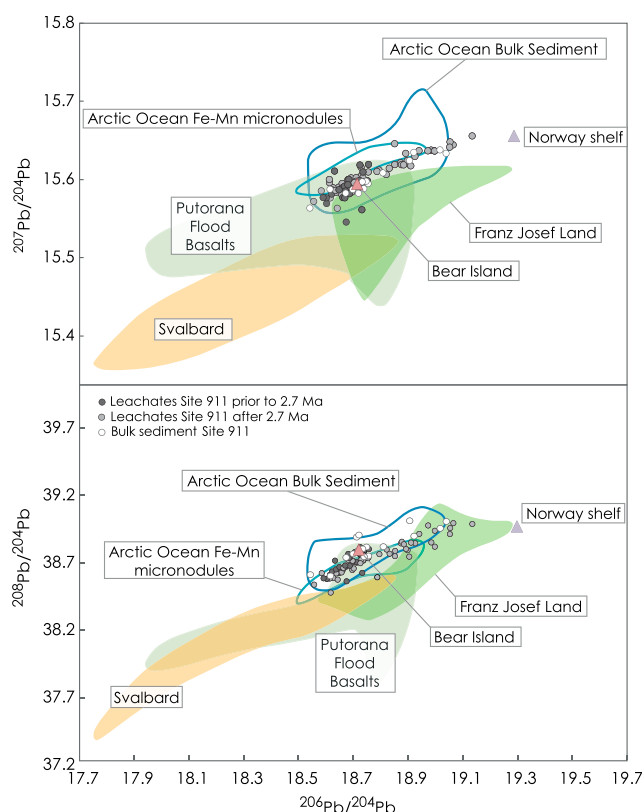 15.8
Arctic Ocean Bulk Sediment
15.7
Arctic Ocean Fe-Mn micronodules
Norway shelf
15.6
Putorana
Flood
Basalts
Franz Josef Land
15.5
Bear Island
Svalbard
15.4
207Pb/204Pb
Leachates Site 911 prior to 2.7 Ma
Leachates Site 911 after 2.7 Ma
Bulk sediment Site 911
39.7
39.2
Arctic Ocean Bulk Sediment
Norway shelf
38.7
Arctic Ocean Fe-Mn
micronodules
Franz Josef Land
Bear Island
38.2
Putorana
Flood
Basalts
Svalbard
37.7
37.2
208Pb/204Pb
17.7 17.9 18.1 18.3 18.5 18.7 18.9 19.1 19.3 19.5 19.7
206Pb/204Pb